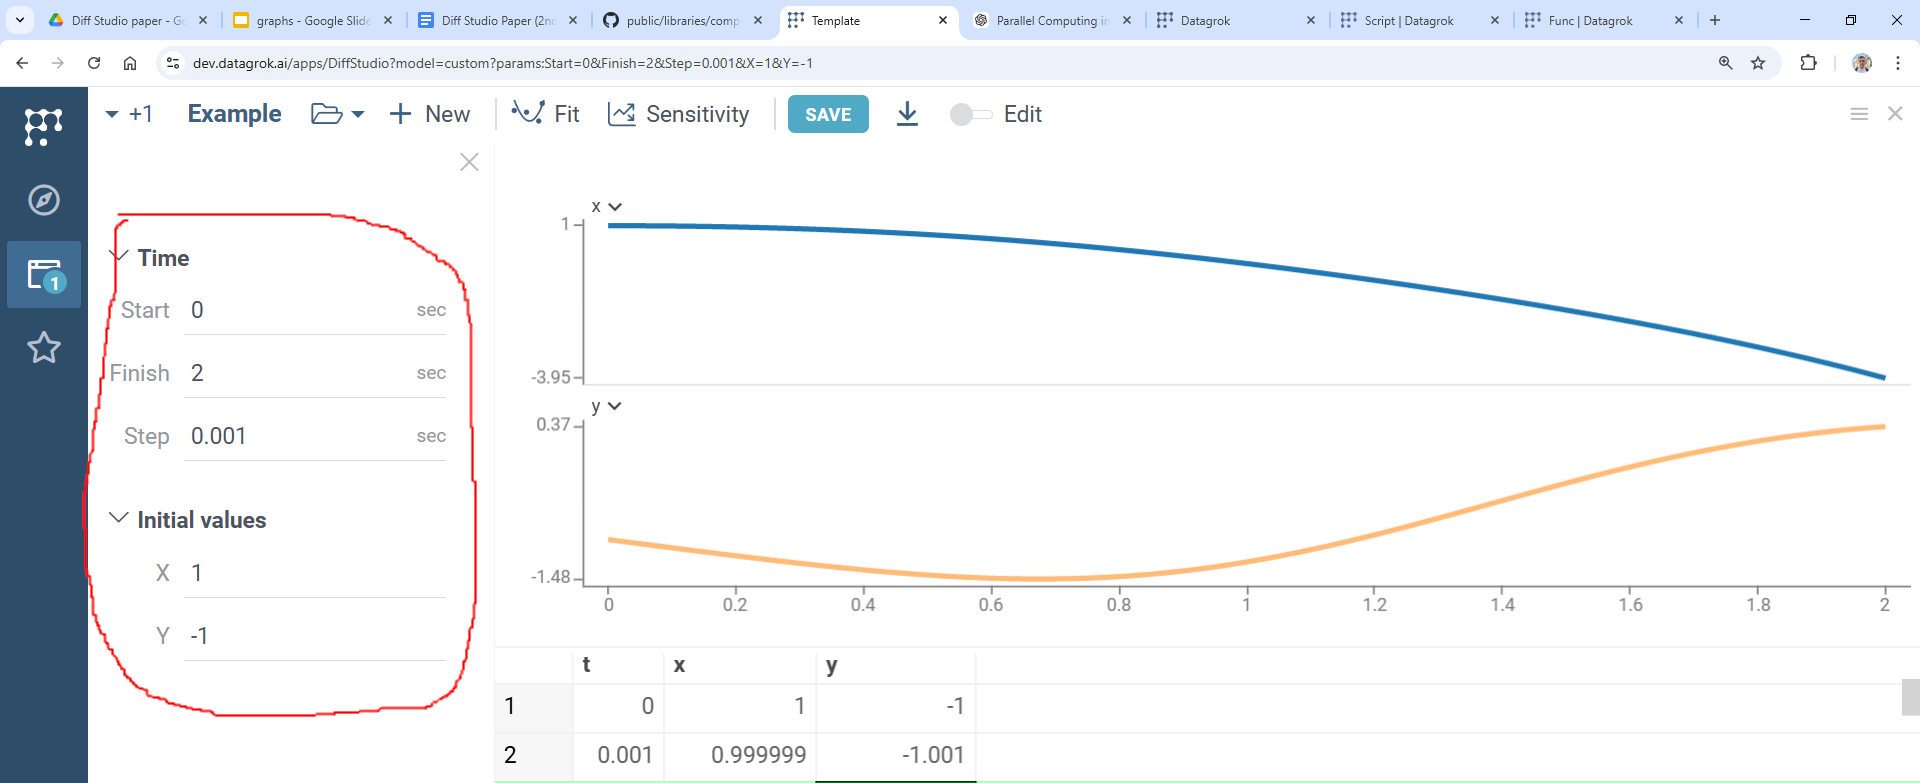 Diff Studio paper - Go
graphs - Google Slide
Diff Studio Paper (2nd
public/libraries/comp
Template
Parallel Computing in
Datagrok
Script | Datagrok
Func | Datagrok
dev.datagrok.ai/apps/DiffStudio?model=custom?params:Start=0&Finish=2&Step=0.001&X=1&Y=-1
+1 Example New Fit Sensitivity SAVE Edit
1
Time
Start 0 sec
Finish 2 sec
Step 0.001 sec
Initial values
X 1
Y -1
x
1
-3.95
y
0.37
-1.48
0 0.2 0.4 0.6 0.8 1 1.2 1.4 1.6 1.8 2
t x y
1 0 1 -1
2 0.001 0.999999 -1.001